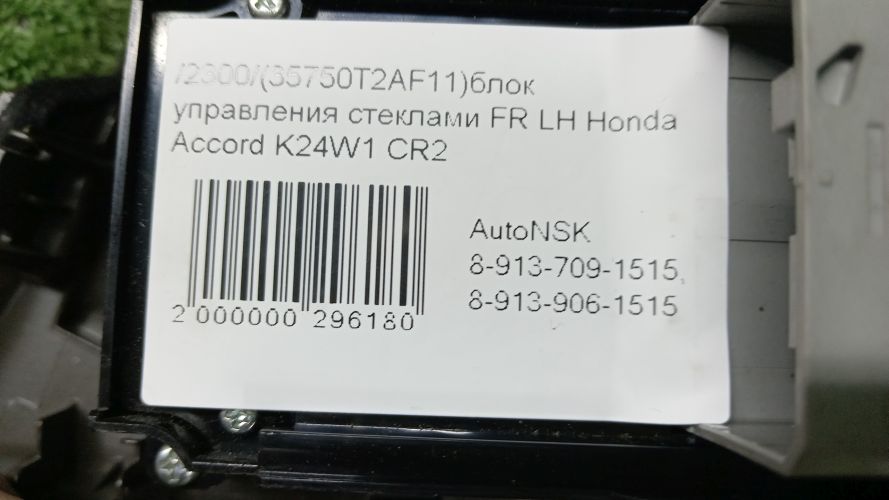 /2300/(35750T2AF11)блок
управления стеклами FR LH Honda
Accord K24W1 CR2
AutoNSK
8-913-709-1515,
8-913-906-1515
2 000000 296180